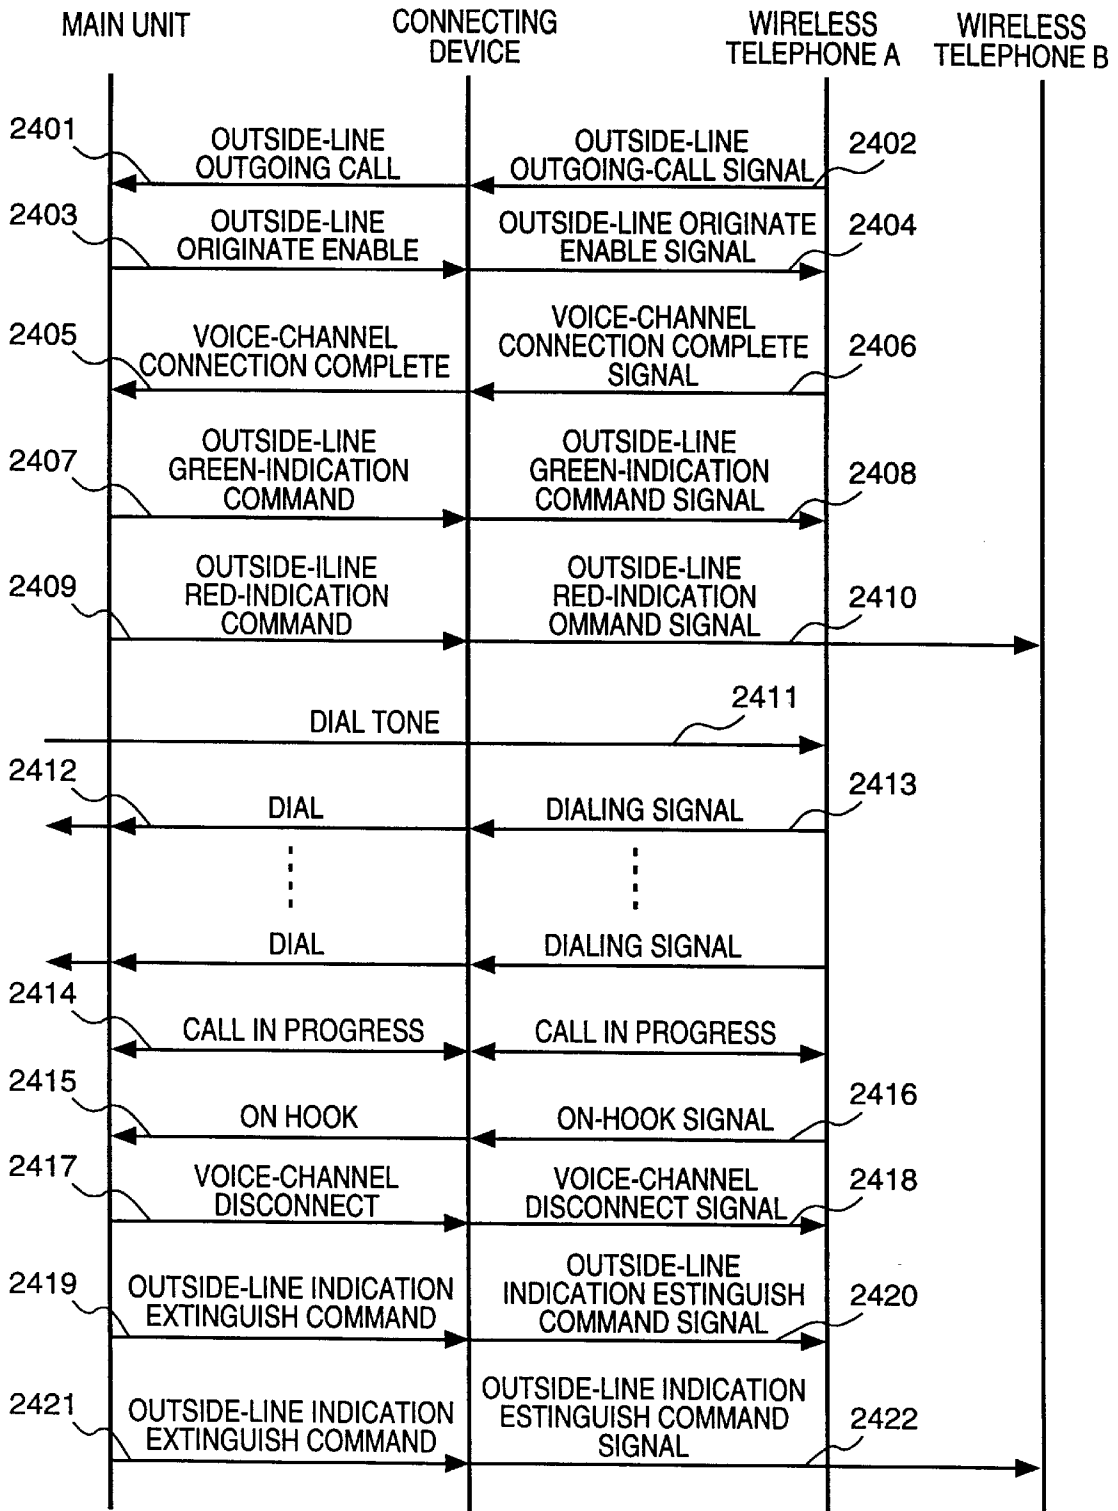 MAIN UNIT
CONNECTING
DEVICE
WIRELESS
TELEPHONE A
WIRELESS
TELEPHONE B
2401
OUTSIDE-LINE
OUTGOING CALL
OUTSIDE-LINE
OUTGOING-CALL SIGNAL
2402
2403
OUTSIDE-LINE
ORIGINATE ENABLE
OUTSIDE-LINE ORIGINATE
ENABLE SIGNAL
2404
2405
VOICE-CHANNEL
CONNECTION COMPLETE
VOICE-CHANNEL
CONNECTION COMPLETE
SIGNAL
2406
2407
OUTSIDE-LINE
GREEN-INDICATION
COMMAND
OUTSIDE-LINE
GREEN-INDICATION
COMMAND SIGNAL
2408
2409
OUTSIDE-ILINE
RED-INDICATION
COMMAND
OUTSIDE-LINE
RED-INDICATION
OMMAND SIGNAL
2410
DIAL TONE
2411
2412
DIAL
DIALING SIGNAL
2413
DIAL
DIALING SIGNAL
2414
CALL IN PROGRESS
CALL IN PROGRESS
2415
ON HOOK
ON-HOOK SIGNAL
2416
2417
VOICE-CHANNEL
DISCONNECT
VOICE-CHANNEL
DISCONNECT SIGNAL
2418
2419
OUTSIDE-LINE INDICATION
EXTINGUISH COMMAND
OUTSIDE-LINE
INDICATION ESTINGUISH
COMMAND SIGNAL
2420
2421
OUTSIDE-LINE INDICATION
EXTINGUISH COMMAND
OUTSIDE-LINE INDICATION
ESTINGUISH COMMAND
SIGNAL
2422